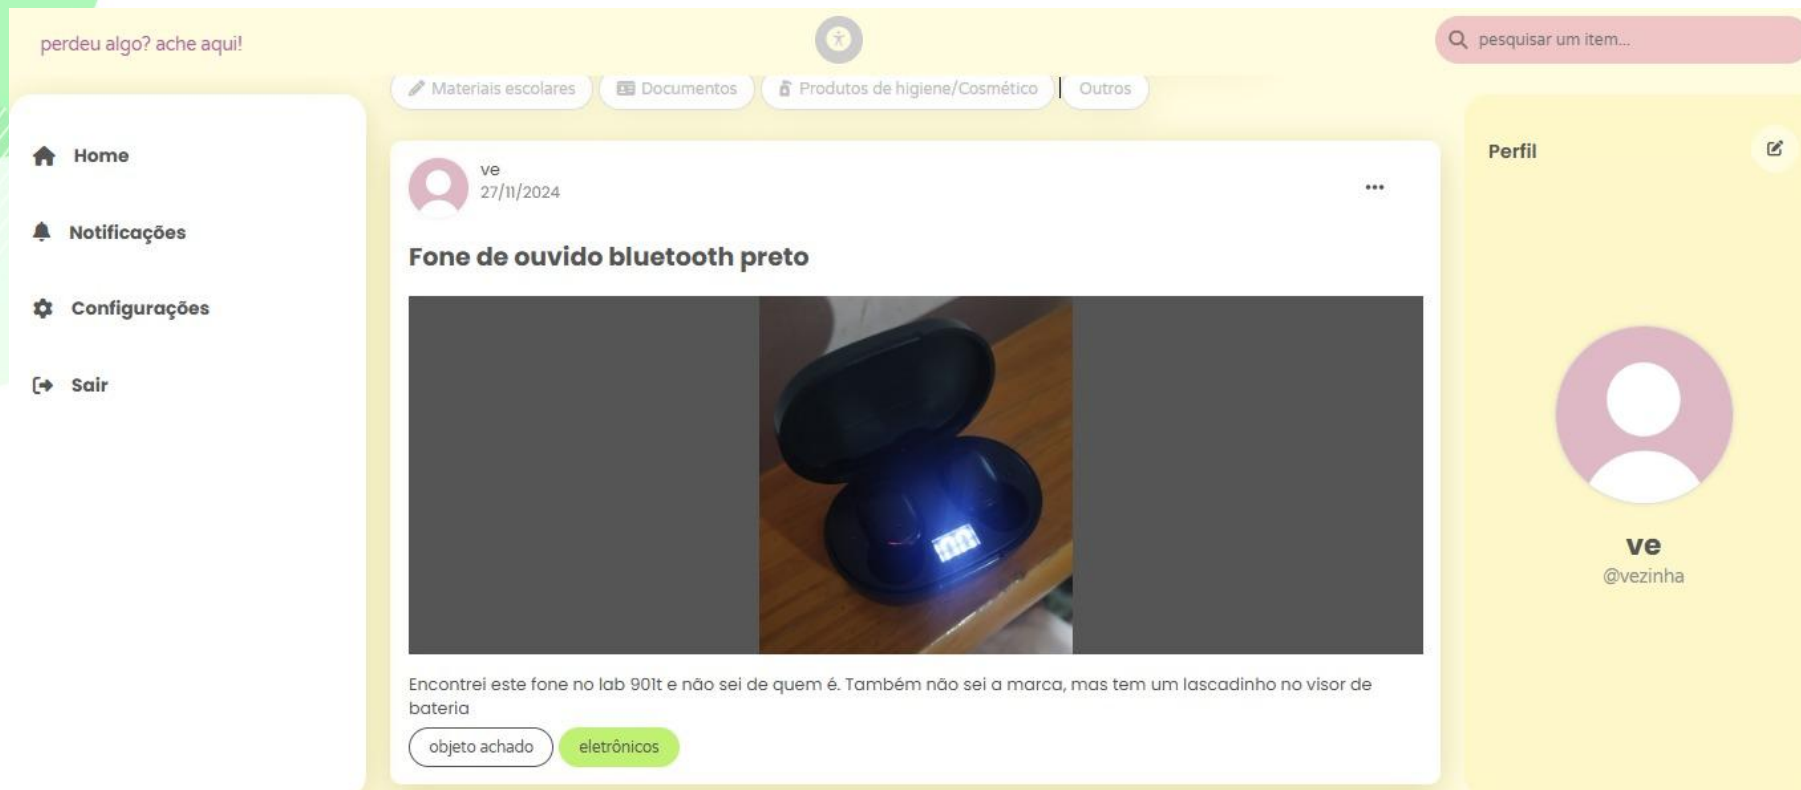 perdeu algo? ache aqui!
pesquisar um item...
Materiais escolares
Documentos
Produtos de higiene/Cosmético
Outros
Home
Notificações
Configurações
Sair
ve
27/11/2024
Fone de ouvido bluetooth preto
100
Encontrei este fone no lab 901t e não sei de quem é. Também não sei a marca, mas tem um lascadinho no visor de
bateria
objeto achado
eletrônicos
Perfil
ve
@vezinha